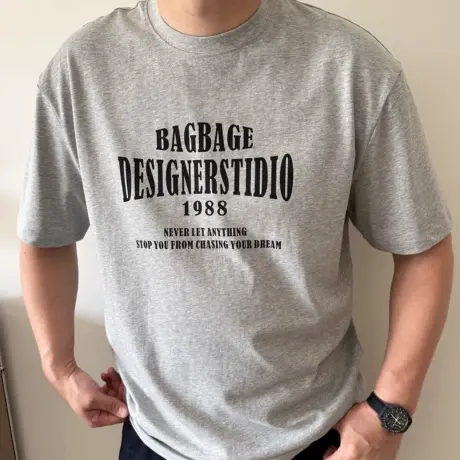 BAGBAGE
DESIGNERSTIDIO
1988
NEVER LET ANYTHING
STOP YOU FROM CHASING YOUR DREAM